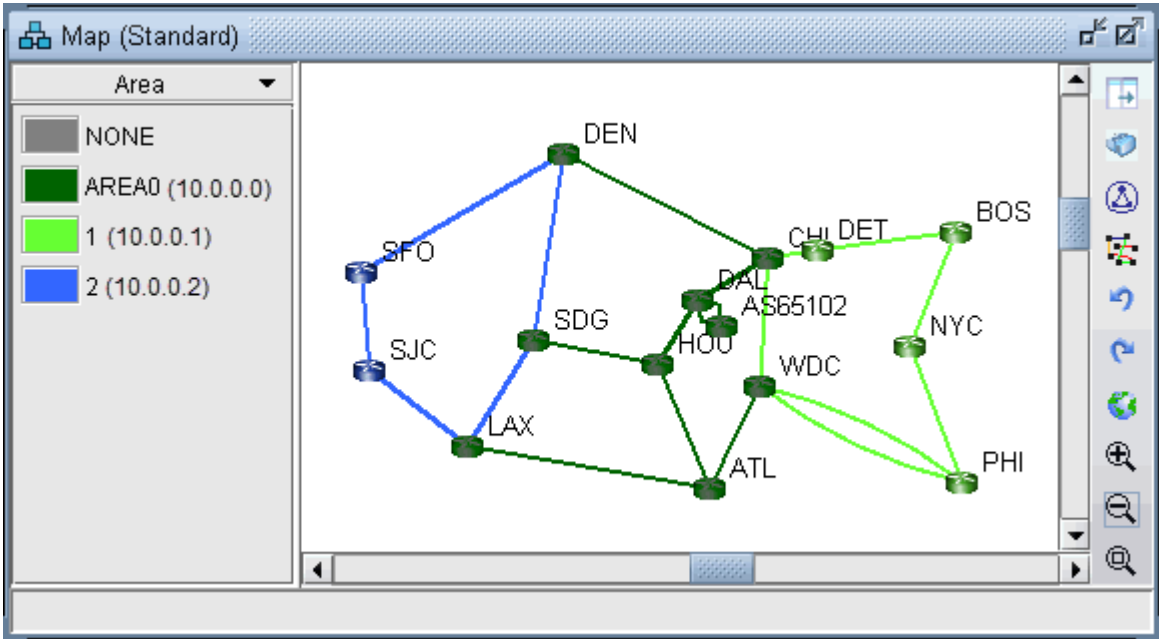 Map (Standard)
Area
NONE
AREA0 (10.0.0.0)
1 (10.0.0.1)
2 (10.0.0.2)
DEN
BOS
CHI
DET
SFO
DAL
AS65102
SDG
NYC
HOU
SJC
WDC
LAX
ATL
PHI